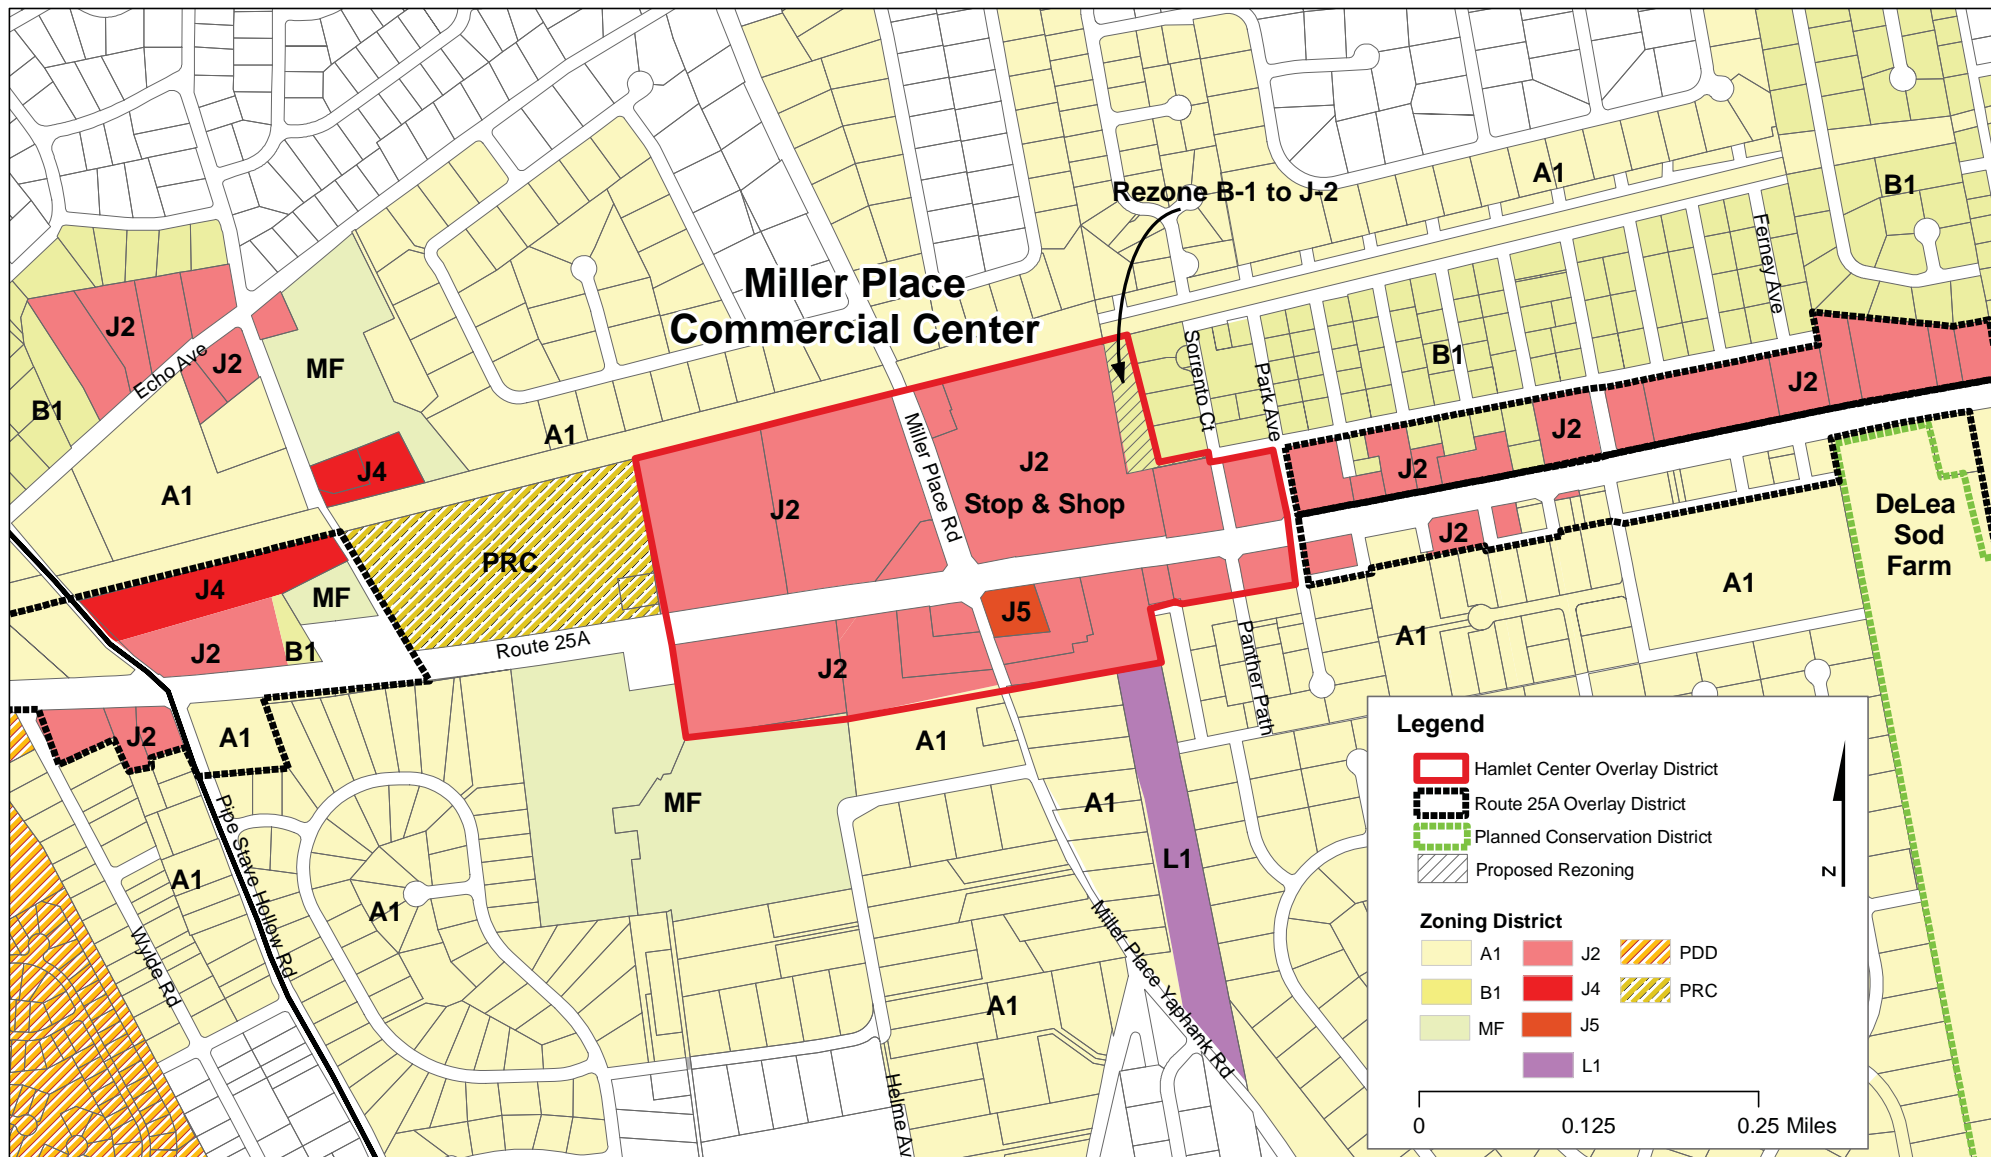 A1
B1
Rezone B-1 to J-2
Ferney Ave
Miller Place
Commercial Center
J2
Echo Ave
J2
MF
B1
Sorrento Ct
Park Ave
B1
J2
A1
Miller Place Rd
J2
J2
J2
J4
A1
J2
Stop & Shop
J2
DeLea
Sod
Farm
PRC
J4
MF
J5
A1
A1
J2
B1
Route 25A
J2
Panther Path
J2
A1
A1
MF
A1
L1
Pipe Stave Hollow Rd
A1
A1
Wylde Rd
Miller Place Yaphank Rd
A1
Helme Av
Legend
Hamlet Center Overlay District
Route 25A Overlay District
Planned Conservation District
Proposed Rezoning
Z
Zoning District
A1
J2
PDD
B1
J4
PRC
MF
J5
L1
0
0.125
0.25 Miles